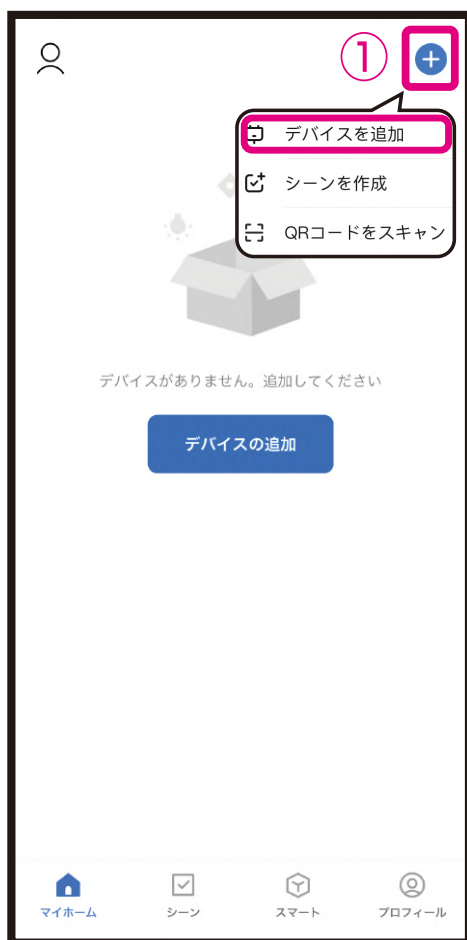 ①
デバイスを追加
シーンを作成
QRコードをスキャン
デバイスがありません。追加してください
デバイスの追加
マイホーム
シーン
スマート
プロフィール